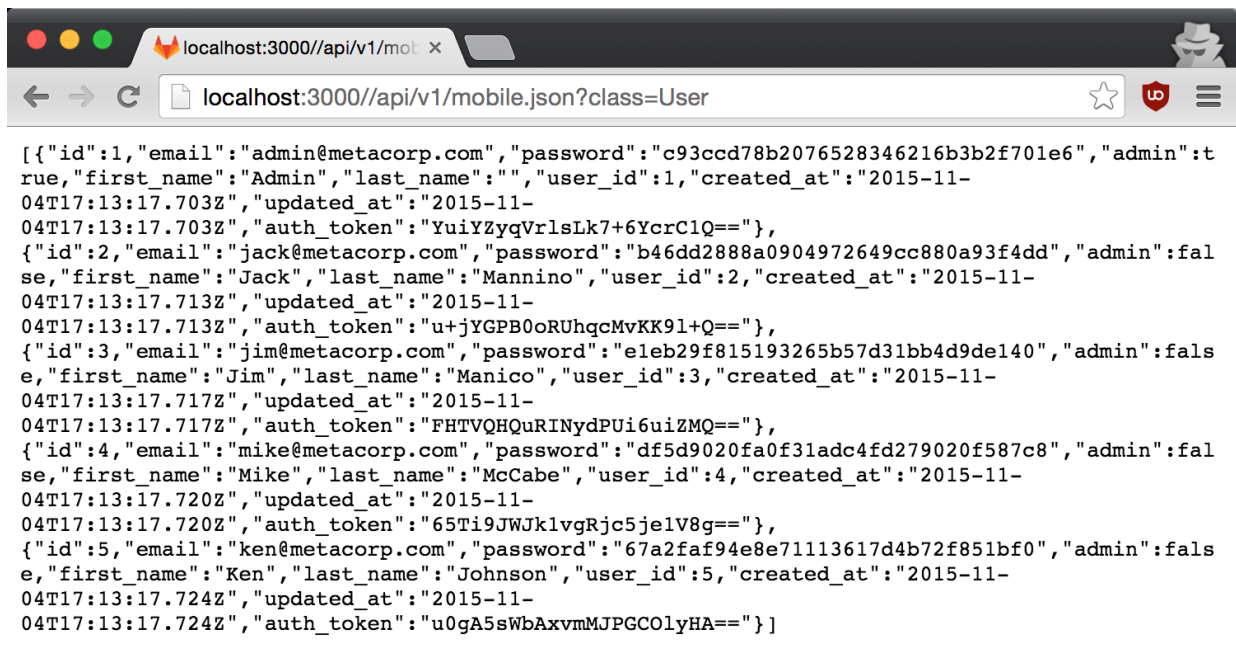 localhost:3000//api/v1/mob
localhost:3000//api/v1/mobile.json?class=User
[{"id":1,"email":"admin@metacorp.com","password":"c93ccd78b2076528346216b3b2f701e6","admin":t
rue,"first_name":"Admin","last_name":"","user_id":1,"created_at":"2015-11-
04T17:13:17.703Z","updated_at":"2015-11-
04T17:13:17.703Z","auth_token":"YuiYZyqVrlsLk7+6YcrC1Q=="},
{"id":2,"email":"jack@metacorp.com","password":"b46dd2888a0904972649cc880a93f4dd","admin":fal
se,"first_name":"Jack","last_name":"Mannino","user_id":2,"created_at":"2015-11-
04T17:13:17.713Z","updated_at":"2015-11-
04T17:13:17.713Z","auth_token":"u+jYGPB0oRUhqcMvKK9l+Q=="},
{"id":3,"email":"jim@metacorp.com","password":"e1eb29f815193265b57d31bb4d9de140","admin":fals
e,"first_name":"Jim","last_name":"Manico","user_id":3,"created_at":"2015-11-
04T17:13:17.717Z","updated_at":"2015-11-
04T17:13:17.717Z","auth_token":"FHTVQHQuRINydPUi6uiZMQ=="},
{"id":4,"email":"mike@metacorp.com","password":"df5d9020fa0f31adc4fd279020f587c8","admin":fal
se,"first_name":"Mike","last_name":"McCabe","user_id":4,"created_at":"2015-11-
04T17:13:17.720Z","updated_at":"2015-11-
04T17:13:17.720Z","auth_token":"65Ti9JWJk1vgRjc5je1V8g=="},
{"id":5,"email":"ken@metacorp.com","password":"67a2faf94e8e71113617d4b72f851bf0","admin":fals
e,"first_name":"Ken","last_name":"Johnson","user_id":5,"created_at":"2015-11-
04T17:13:17.724Z","updated_at":"2015-11-
04T17:13:17.724Z","auth_token":"u0gA5sWbAxvmMJPGCOlyHA=="}]